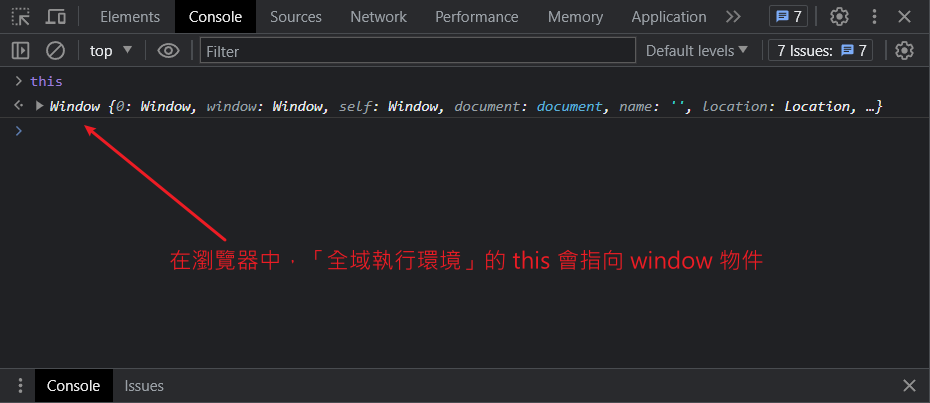 Elements Console Sources Network Performance Memory Application 7
top Filter Default levels 7 Issues: 7
this
Window {0: Window, window: Window, self: Window, document: document, name: '', location: Location, …}
在瀏覽器中，「全域執行環境」的 this 會指向 window 物件
Console Issues